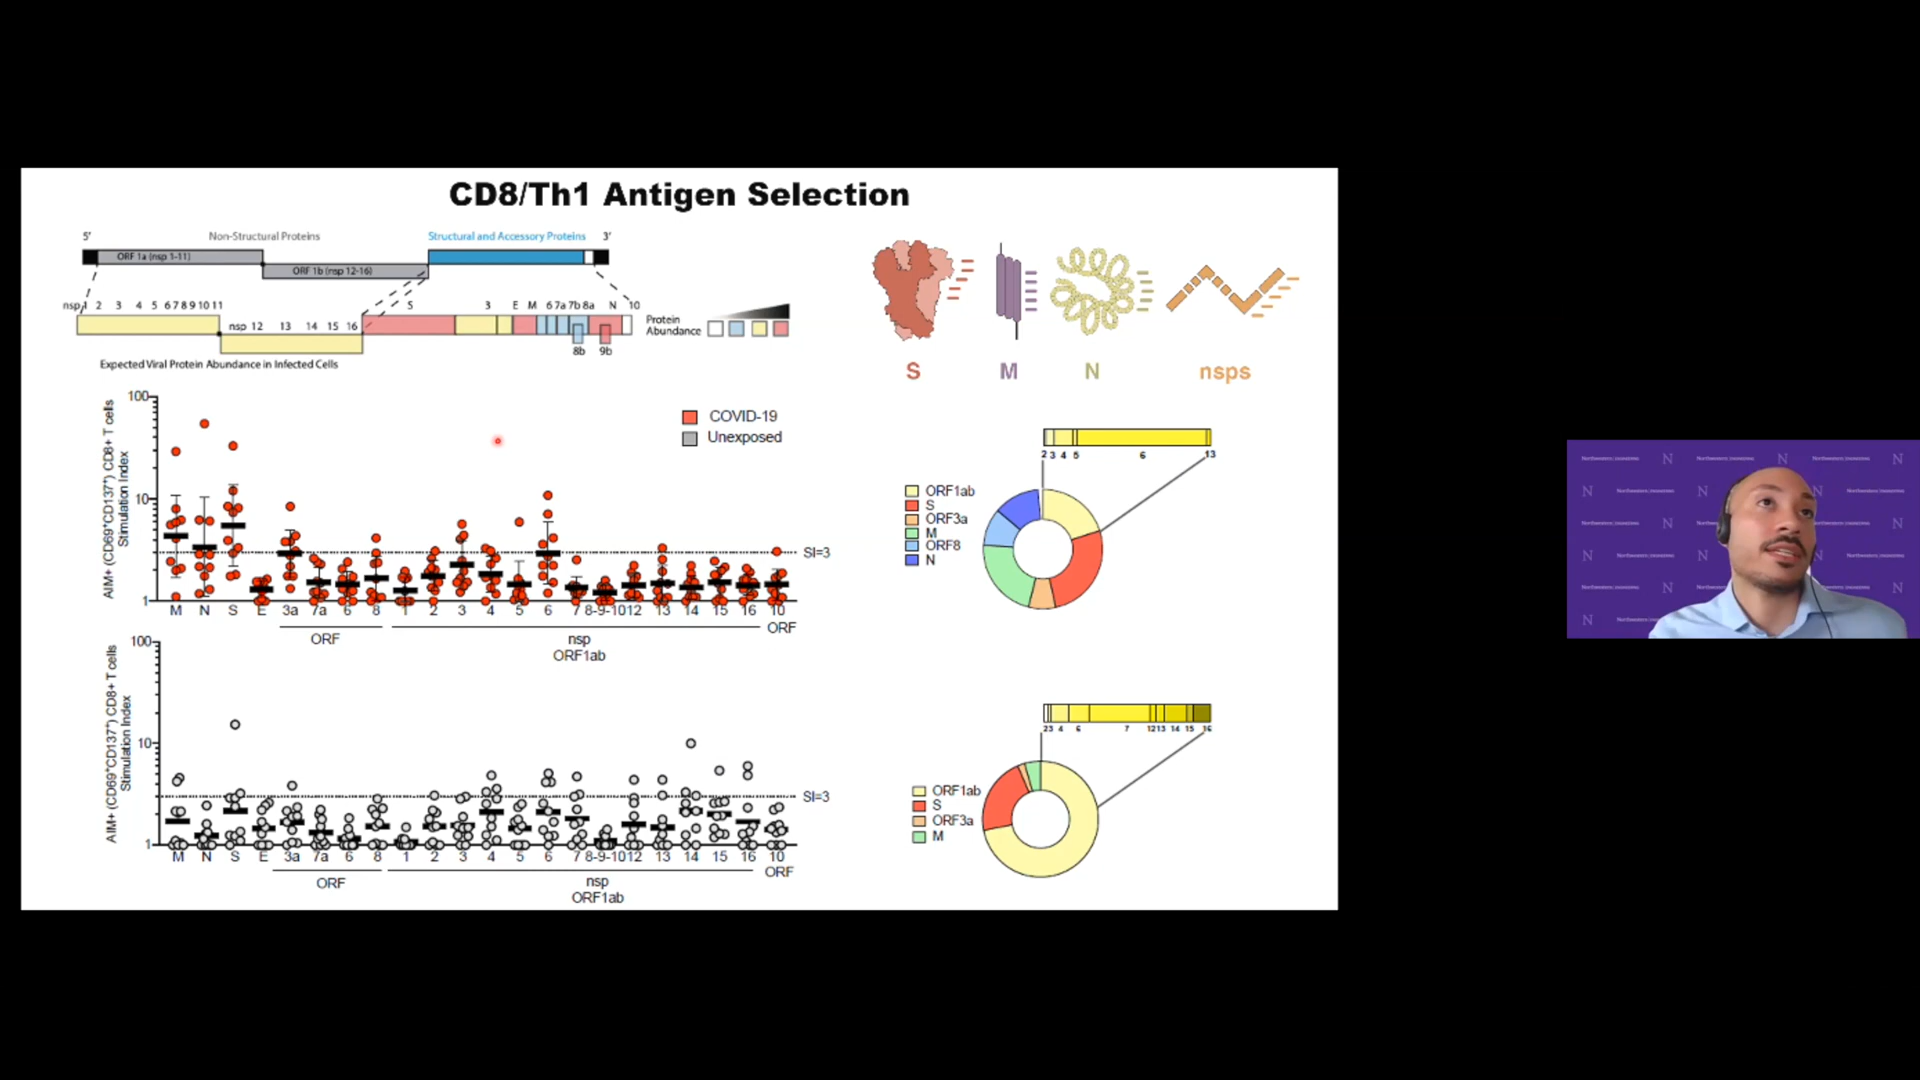 CD8/Th1 Antigen Selection
5'
Non-Structural Proteins
Structural and Accessory Proteins
3'
ORF 1a (nsp 1-11)
ORF 1b (nsp 12-16)
nsp 1 2 3 4 5 6 7 8 9 10 11
S 3 E M 6 7a 7b 8a N 10
nsp 12 13 14 15 16
8b 9b
Protein
Abundance
Expected Viral Protein Abundance in Infected Cells
S M N nsps
AIM+ (CD69+CD137+) CD8+ T cells
Stimulation Index
100
10
1
COVID-19
Unexposed
SI=3
M N S E 3a 7a 6 8 1 2 3 4 5 6 7 8-9-10 12 13 14 15 16 10
ORF
nsp
ORF1ab
ORF
2 3 4 5 6 13
ORF1ab
S
ORF3a
M
ORF8
N
AIM+ (CD69+CD137+) CD8+ T cells
Stimulation Index
100
10
1
SI=3
M N S E 3a 7a 6 8 1 2 3 4 5 6 7 8-9-10 12 13 14 15 16 10
ORF
nsp
ORF1ab
ORF
2 3 4 6 7 12 13 14 15 16
ORF1ab
S
ORF3a
M